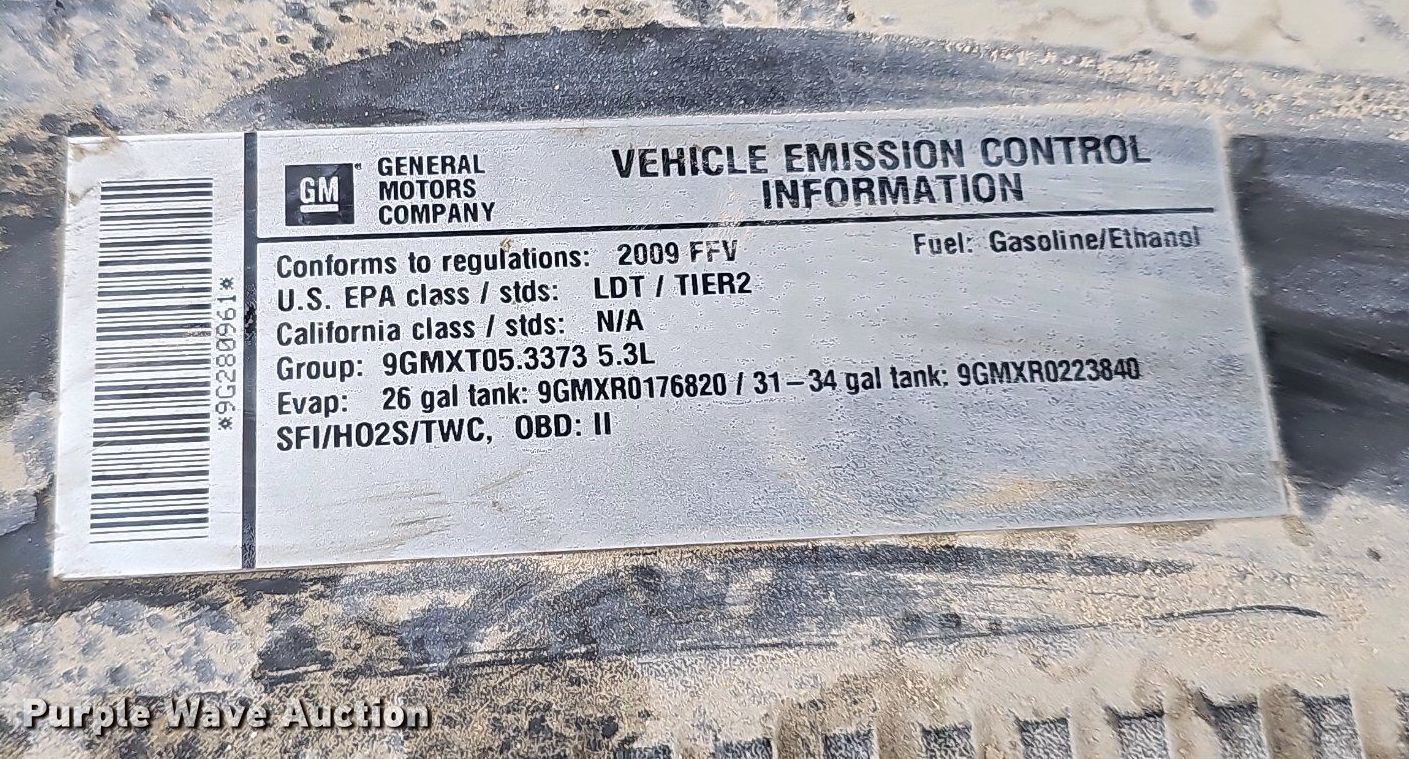 GM
GENERAL
MOTORS
COMPANY
VEHICLE EMISSION CONTROL
INFORMATION
Conforms to regulations: 2009 FFV
Fuel: Gasoline/Ethanol
U.S. EPA class / stds: LDT / TIER2
California class / stds: N/A
Group: 9GMXT05.3373 5.3L
Evap: 26 gal tank: 9GMXR0176820 / 31–34 gal tank: 9GMXR0223840
SFI/HO2S/TWC, OBD: II
*9G280961*
Purple Wave Auction